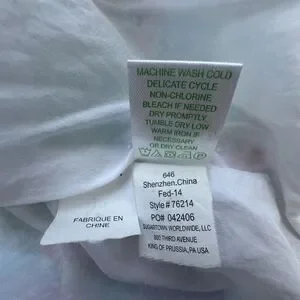 MACHINE WASH COLD
DELICATE CYCLE
NON-CHLORINE
BLEACH IF NEEDED
DRY PROMPTLY
TUMBLE DRY LOW
WARM IRON IF
NECESSARY
OR DRY CLEAN
646
Shenzhen,China
Fed-14
Style # 76214
PO# 042406
SUGARTOWN WORLDWIDE, LLC
800 THIRD AVENUE
KING OF PRUSSIA, PA USA
FABRIQUE EN
CHINE